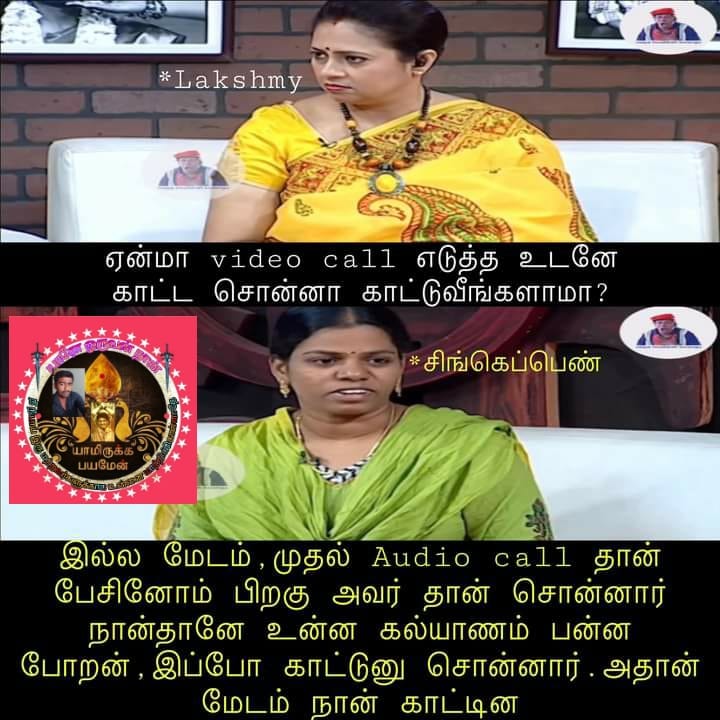 *Lakshmy
ஏன்மா video call எடுத்த உடனே
காட்ட சொன்னா காட்டுவீங்களாமா?
*சிங்கெப்பெண்
யாமிருக்க
பயமேன்
இல்ல மேடம்,முதல் Audio call தான்
பேசினோம் பிறகு அவர் தான் சொன்னார்
நான்தானே உன்ன கல்யாணம் பன்ன
போறன்,இப்போ காட்டுனு சொன்னார்.அதான்
மேடம் நான் காட்டின